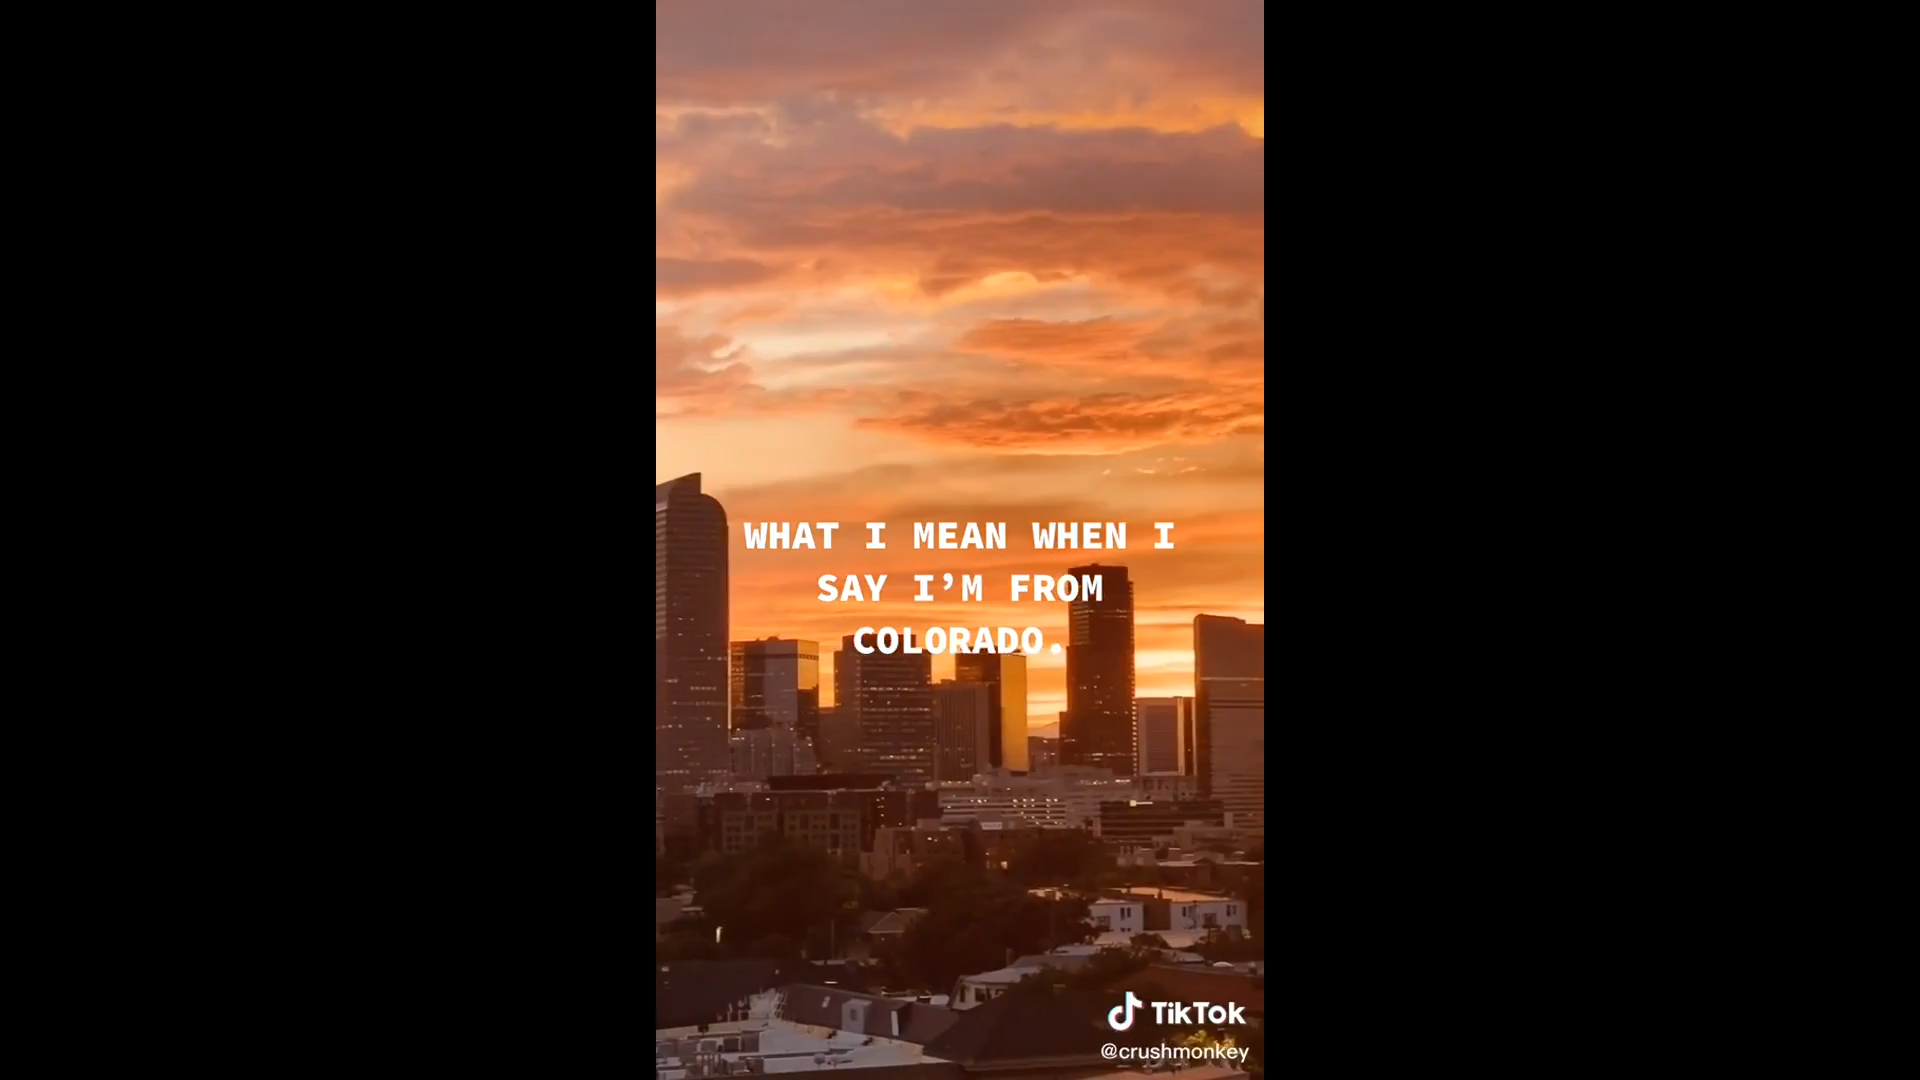 WHAT I MEAN WHEN I
SAY I’M FROM
COLORADO.
TikTok
@crushmonkey